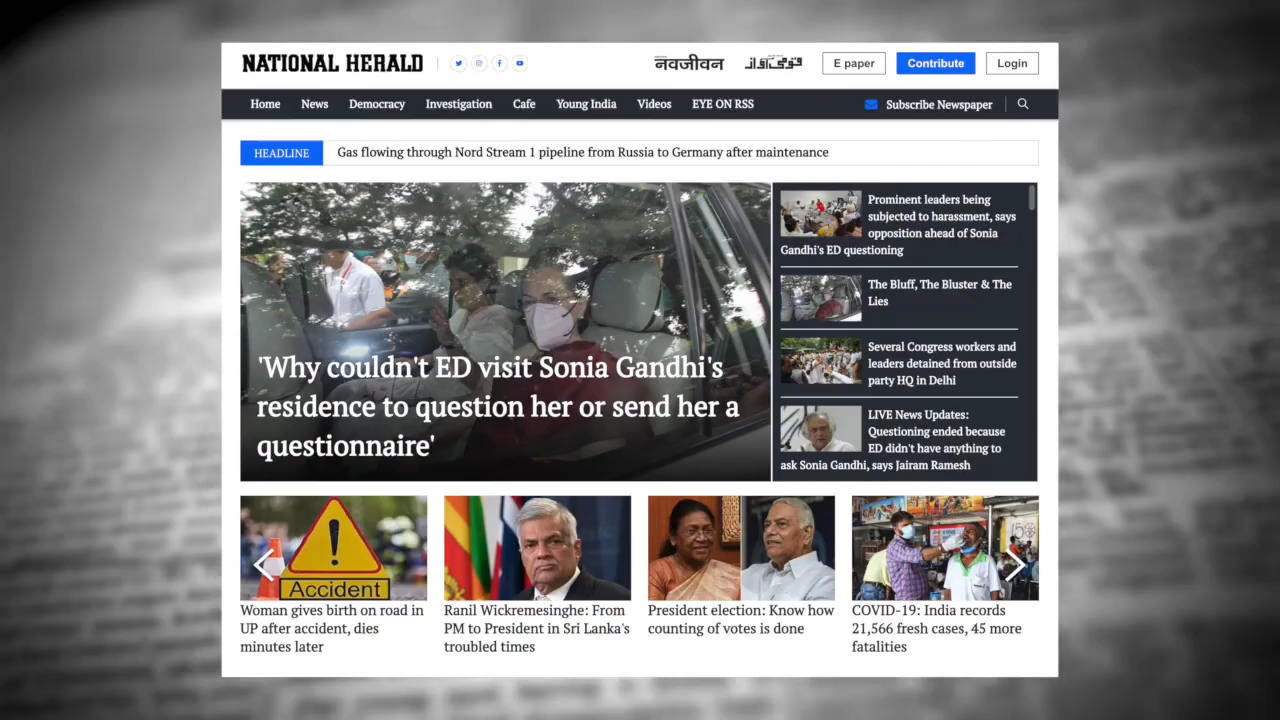 NATIONAL HERALD
नवजीवन
قومی آواز
E paper
Contribute
Login
Home
News
Democracy
Investigation
Cafe
Young India
Videos
EYE ON RSS
Subscribe Newspaper
HEADLINE
Gas flowing through Nord Stream 1 pipeline from Russia to Germany after maintenance
'Why couldn't ED visit Sonia Gandhi's
residence to question her or send her a
questionnaire'
Prominent leaders being
subjected to harassment, says
opposition ahead of Sonia
Gandhi's ED questioning
The Bluff, The Bluster & The
Lies
Several Congress workers and
leaders detained from outside
party HQ in Delhi
LIVE News Updates:
Questioning ended because
ED didn't have anything to
ask Sonia Gandhi, says Jairam Ramesh
Accident
Woman gives birth on road in
UP after accident, dies
minutes later
Ranil Wickremesinghe: From
PM to President in Sri Lanka's
troubled times
President election: Know how
counting of votes is done
COVID-19: India records
21,566 fresh cases, 45 more
fatalities